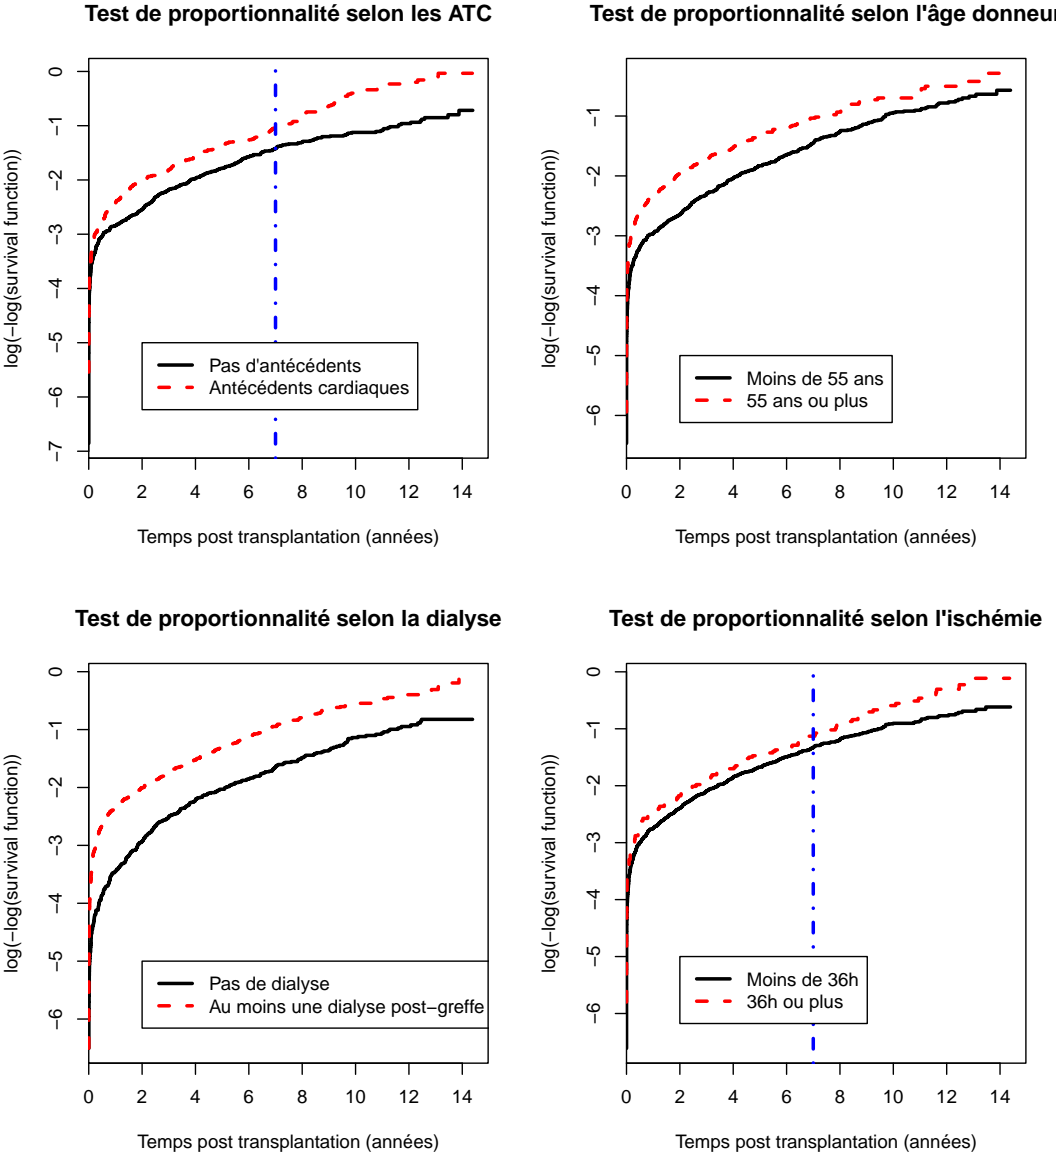 Test de proportionnalité selon les ATC
0
−1
−2
−3
−4
−5
−6
−7
log(−log(survival function))
Pas d'antécédents
Antécédents cardiaques
0 2 4 6 8 10 12 14
Temps post transplantation (années)
Test de proportionnalité selon l'âge donneur
−1
−2
−3
−4
−5
−6
log(−log(survival function))
Moins de 55 ans
55 ans ou plus
0 2 4 6 8 10 12 14
Temps post transplantation (années)
Test de proportionnalité selon la dialyse
0
−1
−2
−3
−4
−5
−6
log(−log(survival function))
Pas de dialyse
Au moins une dialyse post−greffe
0 2 4 6 8 10 12 14
Temps post transplantation (années)
Test de proportionnalité selon l'ischémie
0
−1
−2
−3
−4
−5
−6
log(−log(survival function))
Moins de 36h
36h ou plus
0 2 4 6 8 10 12 14
Temps post transplantation (années)